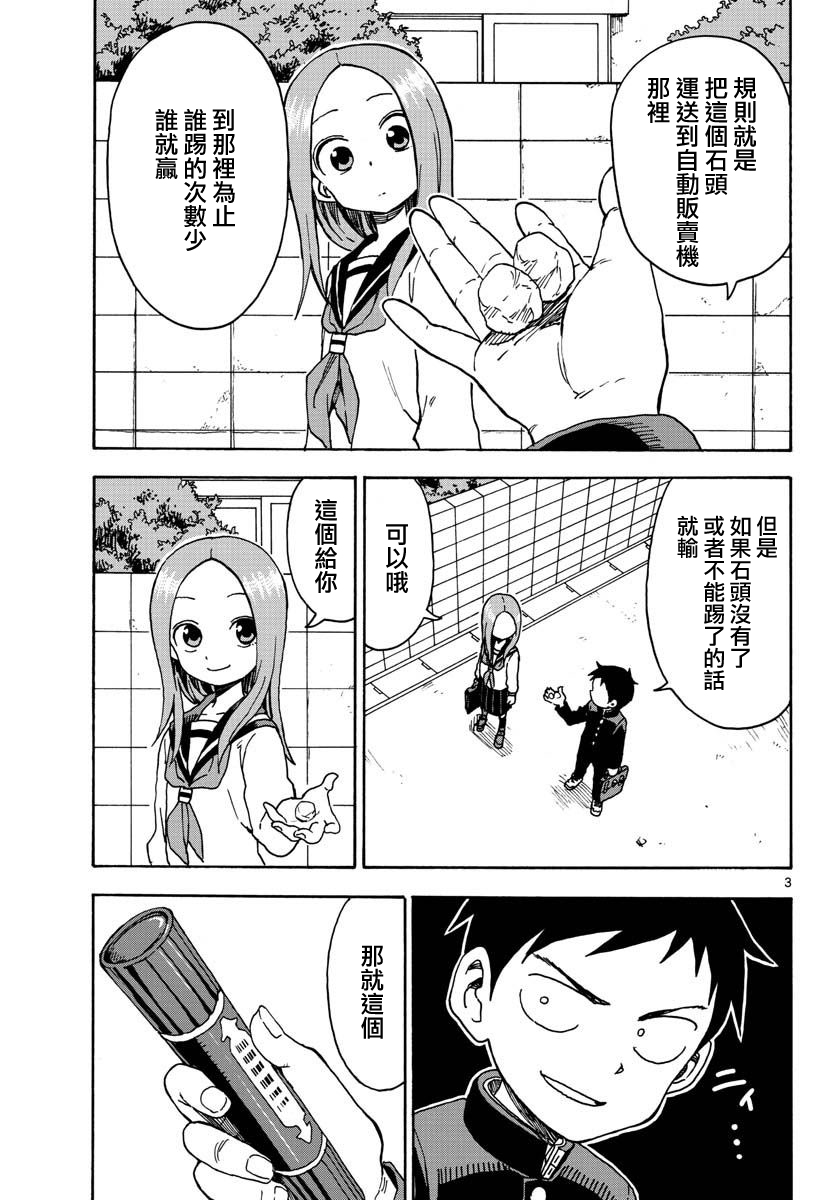 規則就是
把這個石頭
運送到自動販賣機
那裡
到那裡為止
誰踢的次數少
誰就贏
但是
如果石頭沒有了
或者不能踢了的話
就輸
可以哦
這個給你
3
ニィ...
那就這個